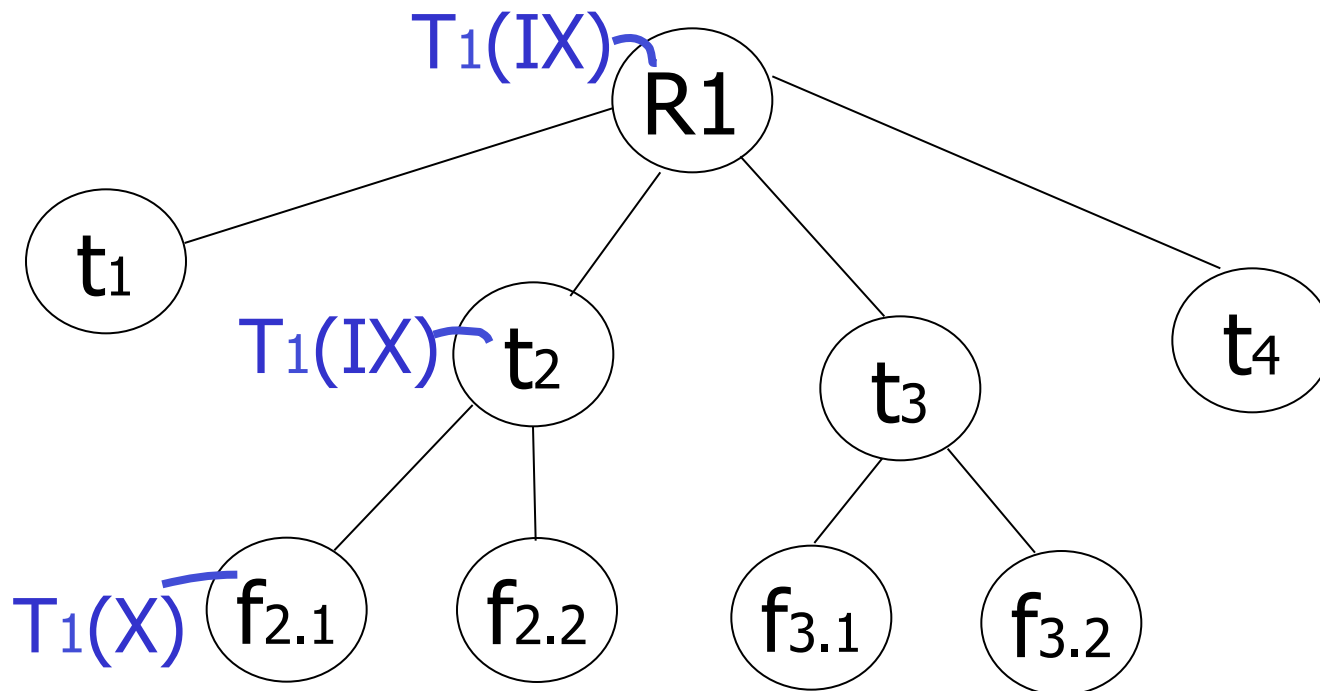 T1(IX)
R1
t1
T1(IX)
t2
t3
t4
T1(X)
f2.1
f2.2
f3.1
f3.2